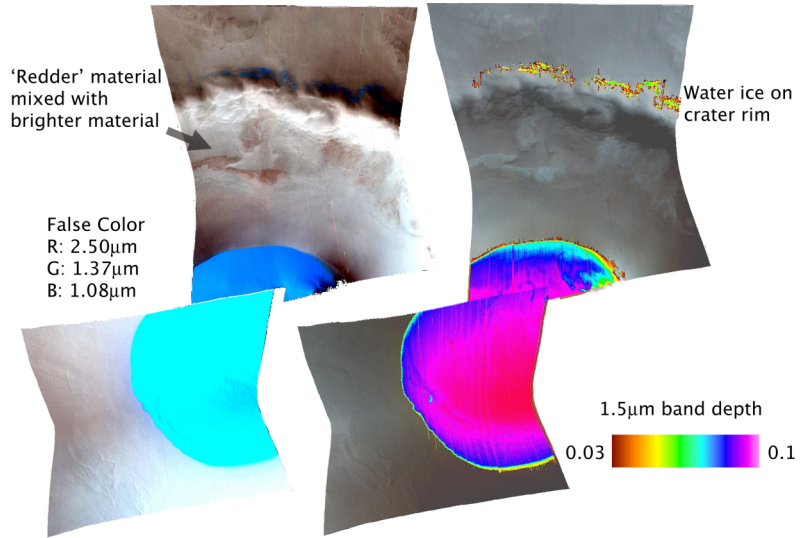 ‘Redder’ material
mixed with
brighter material
Water ice on
crater rim
False Color
R: 2.50μm
G: 1.37μm
B: 1.08μm
1.5μm band depth
0.03
0.1